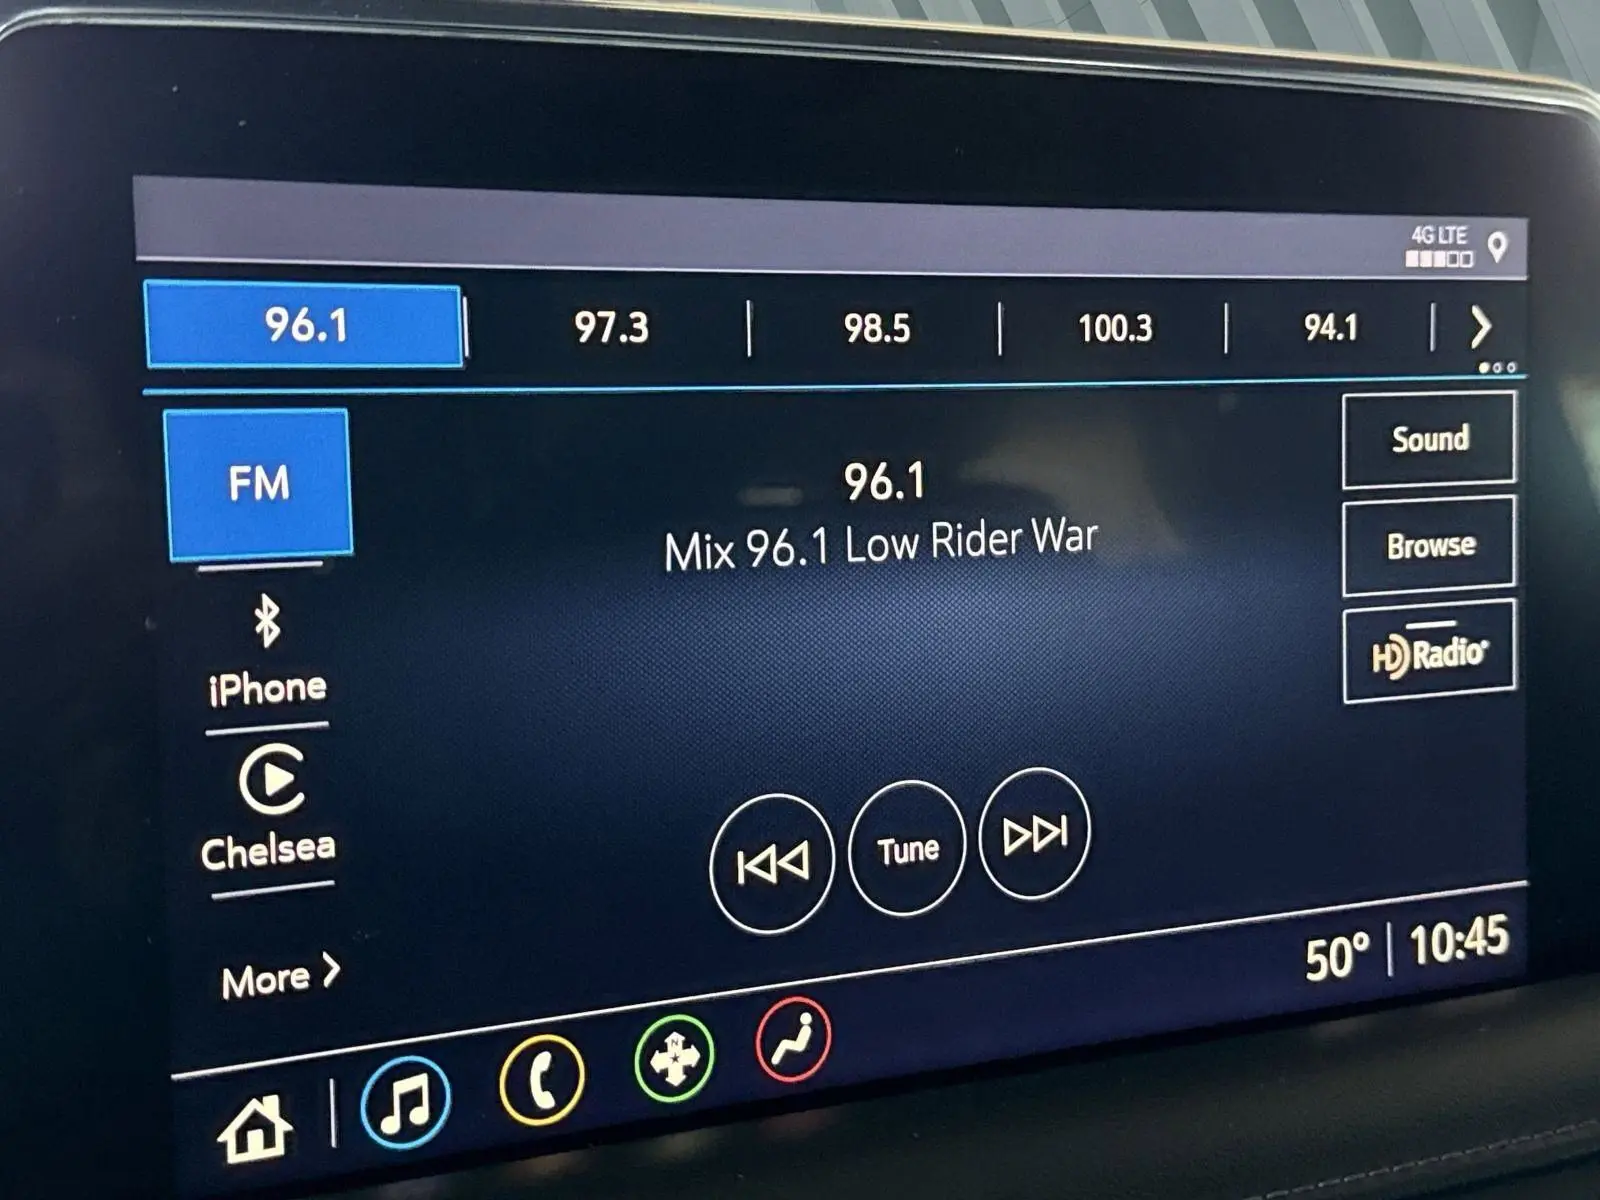 4G LTE
96.1
97.3
98.5
100.3
94.1
FM
96.1
Mix 96.1 Low Rider War
Sound
Browse
HD Radio®
iPhone
Chelsea
More
Tune
50° 10:45
N